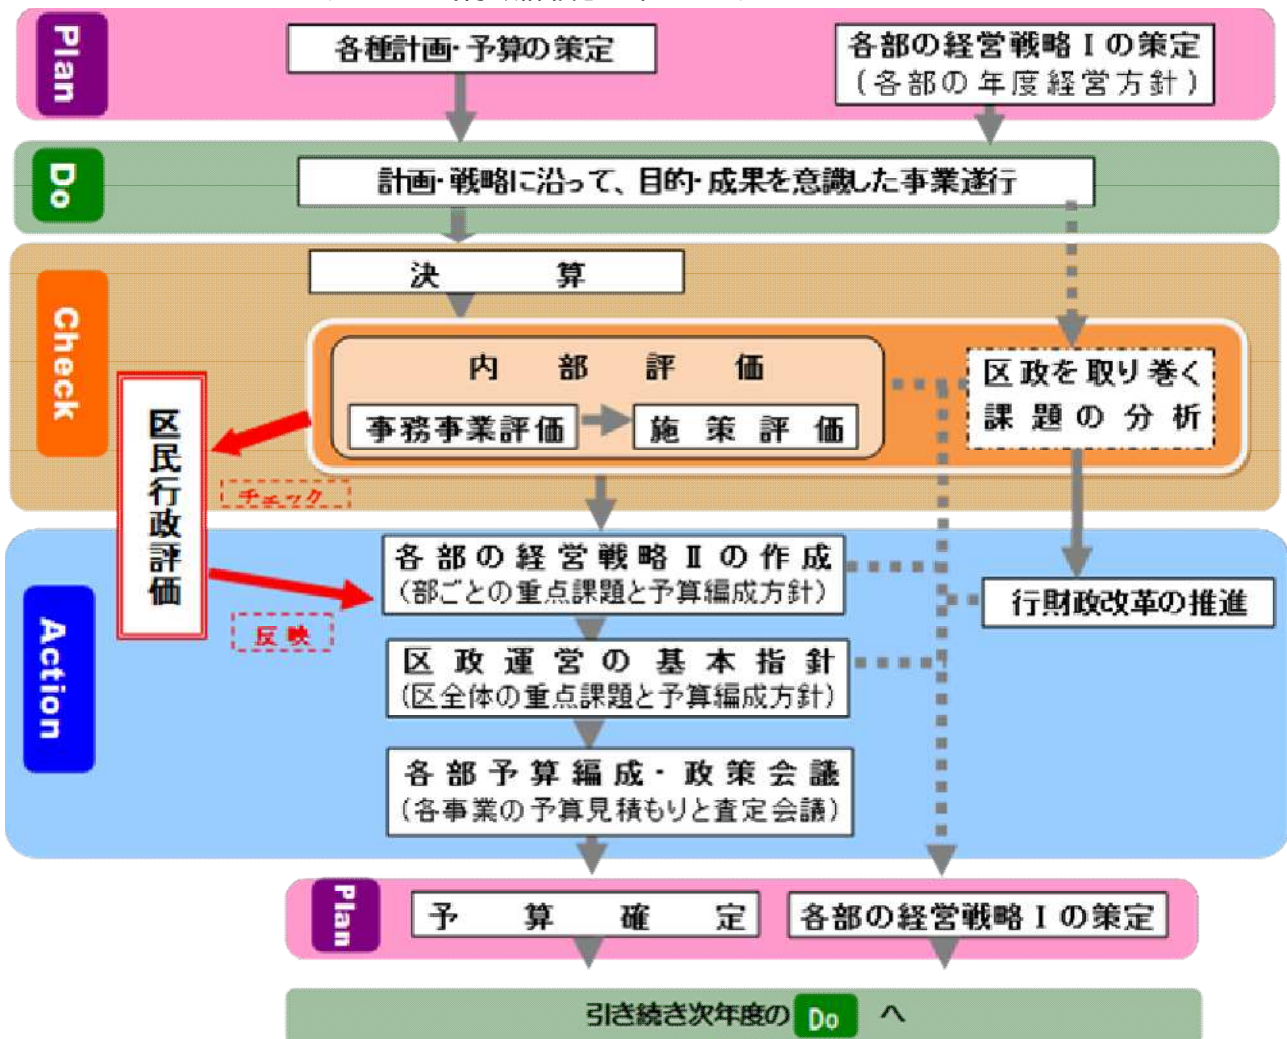 Plan
各種計画・予算の策定
各部の経営戦略Ⅰの策定
(各部の年度経営方針)
Do
計画・戦略に沿って、目的・成果を意識した事業遂行
Check
決算
内部評価
事務事業評価
施策評価
区政を取り巻く
課題の分析
区民行政評価
チェック
反映
Action
各部の経営戦略Ⅱの作成
(部ごとの重点課題と予算編成方針)
行財政改革の推進
区政運営の基本指針
(区全体の重点課題と予算編成方針)
各部予算編成・政策会議
(各事業の予算見積もりと査定会議)
Plan
予算確定
各部の経営戦略Ⅰの策定
引き続き次年度の Do へ